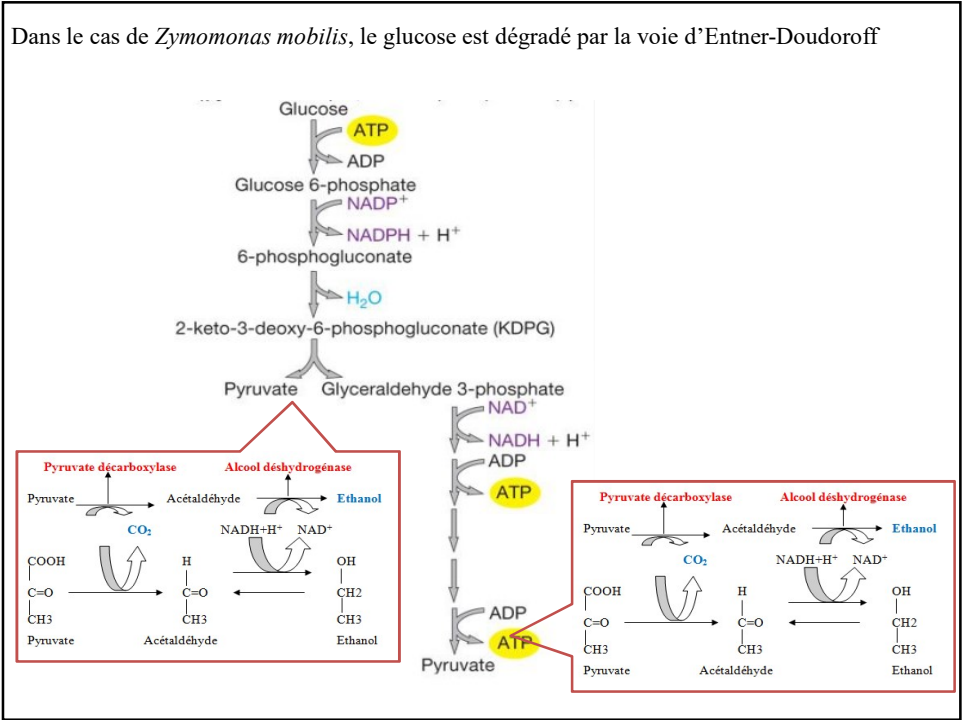 Dans le cas de Zymomonas mobilis, le glucose est dégradé par la voie d'Entner-Doudoroff
Glucose
ATP
ADP
Glucose 6-phosphate
NADP⁺
NADPH + H⁺
6-phosphogluconate
H₂O
2-keto-3-deoxy-6-phosphogluconate (KDPG)
Pyruvate Glyceraldehyde 3-phosphate
NAD⁺
NADH + H⁺
ADP
ATP
ADP
ATP
Pyruvate
Pyruvate décarboxylase Alcool déshydrogénase
Pyruvate Acétaldéhyde Ethanol
CO₂ NADH+H⁺ NAD⁺
COOH H OH
C=O C=O CH2
CH3 CH3 CH3
Pyruvate Acétaldéhyde Ethanol
Pyruvate décarboxylase Alcool déshydrogénase
Pyruvate Acétaldéhyde Ethanol
CO₂ NADH+H⁺ NAD⁺
COOH H OH
C=O C=O CH2
CH3 CH3 CH3
Pyruvate Acétaldéhyde Ethanol